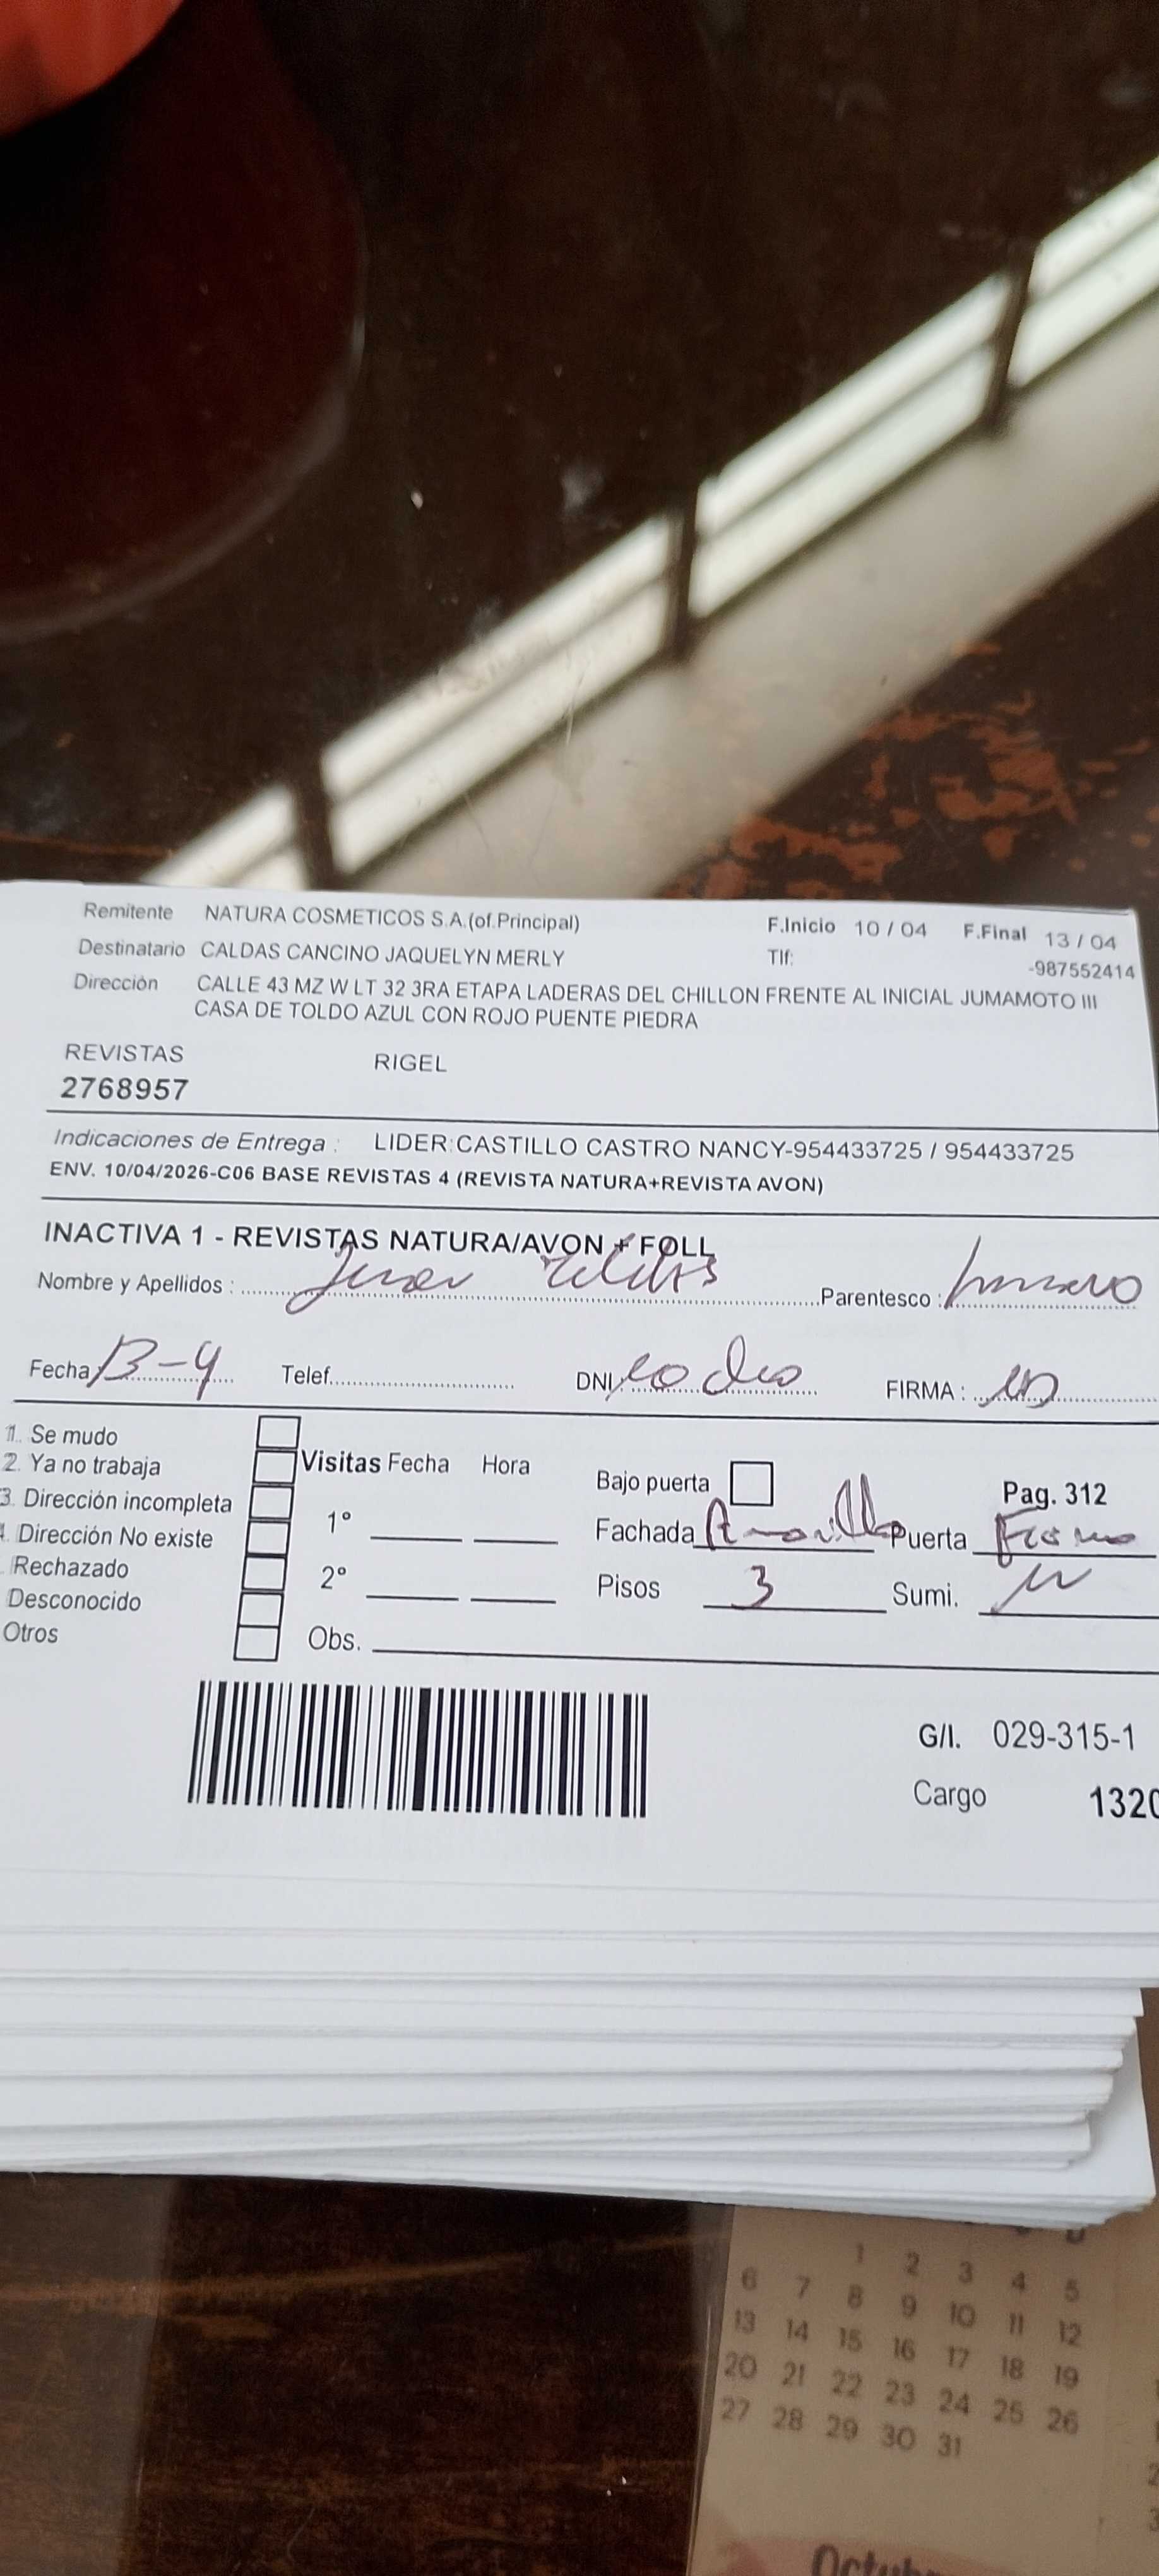 Remitente NATURA COSMETICOS S.A.(of.Principal) F.Inicio 10 / 04 F.Final 13 / 04
Destinatario CALDAS CANCINO JAQUELYN MERLY Tlf: -987552414
Dirección CALLE 43 MZ W LT 32 3RA ETAPA LADERAS DEL CHILLON FRENTE AL INICIAL JUMAMOTO III
CASA DE TOLDO AZUL CON ROJO PUENTE PIEDRA
REVISTAS RIGEL
2768957
Indicaciones de Entrega : LIDER:CASTILLO CASTRO NANCY-954433725 / 954433725
ENV. 10/04/2026-C06 BASE REVISTAS 4 (REVISTA NATURA+REVISTA AVON)
INACTIVA 1 - REVISTAS NATURA/AVON + FOLL
Nombre y Apellidos : Parentesco :
Fecha 13-4 Telef. DNI FIRMA :
1. Se mudo
2. Ya no trabaja Visitas Fecha Hora Bajo puerta Pag. 312
3. Dirección incompleta 1° Fachada Puerta
Dirección No existe
Rechazado 2° Pisos 3 Sumi.
Desconocido
Otros Obs.
G/I. 029-315-1
Cargo 1320
1 2 3 4 5
6 7 8 9 10 11 12
13 14 15 16 17 18 19
20 21 22 23 24 25 26
27 28 29 30 31